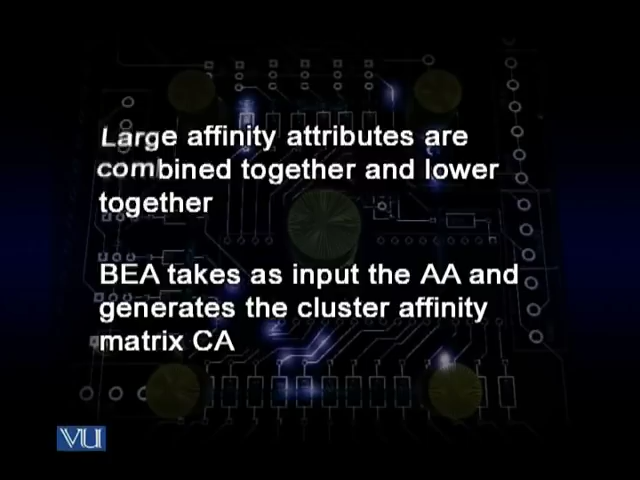 Large affinity attributes are
combined together and lower
together
BEA takes as input the AA and
generates the cluster affinity
matrix CA
VU